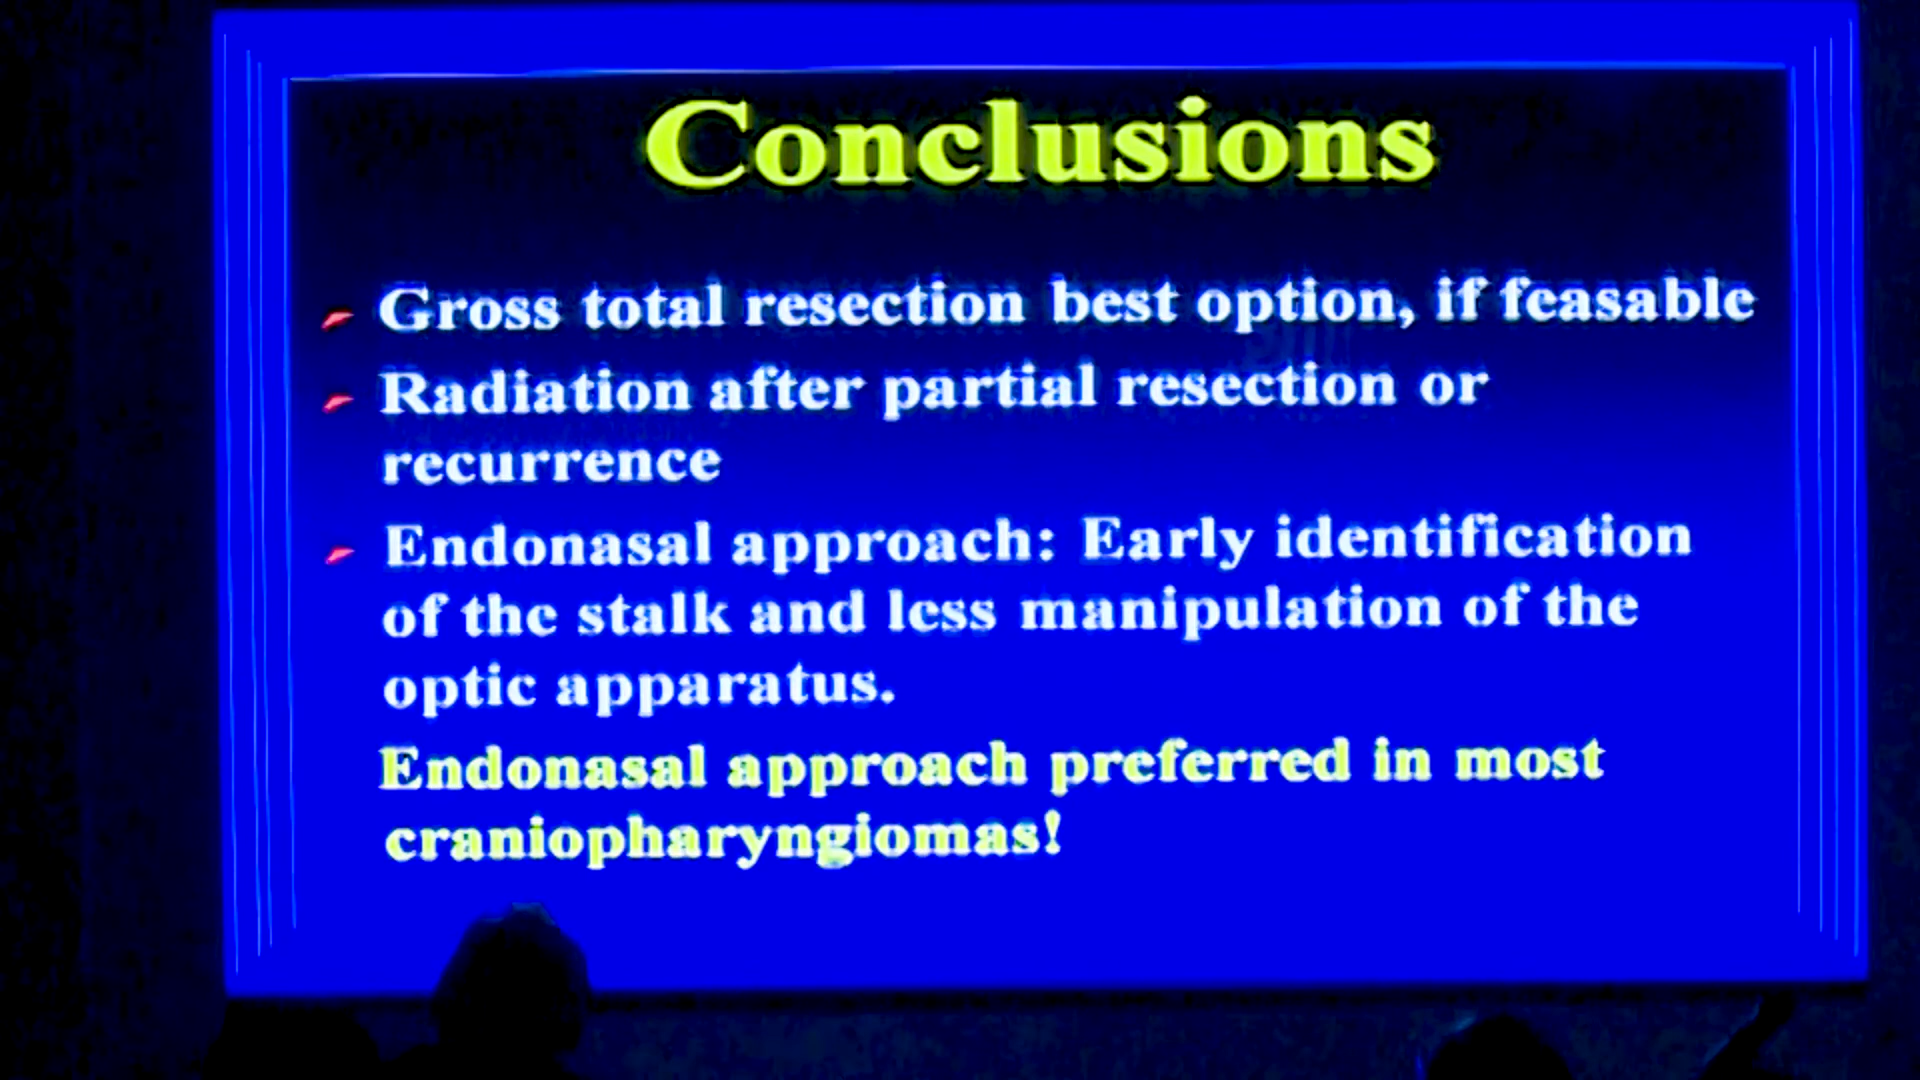 Conclusions
Gross total resection best option, if feasable
Radiation after partial resection or
recurrence
Endonasal approach: Early identification
of the stalk and less manipulation of the
optic apparatus.
Endonasal approach preferred in most
craniopharyngiomas!